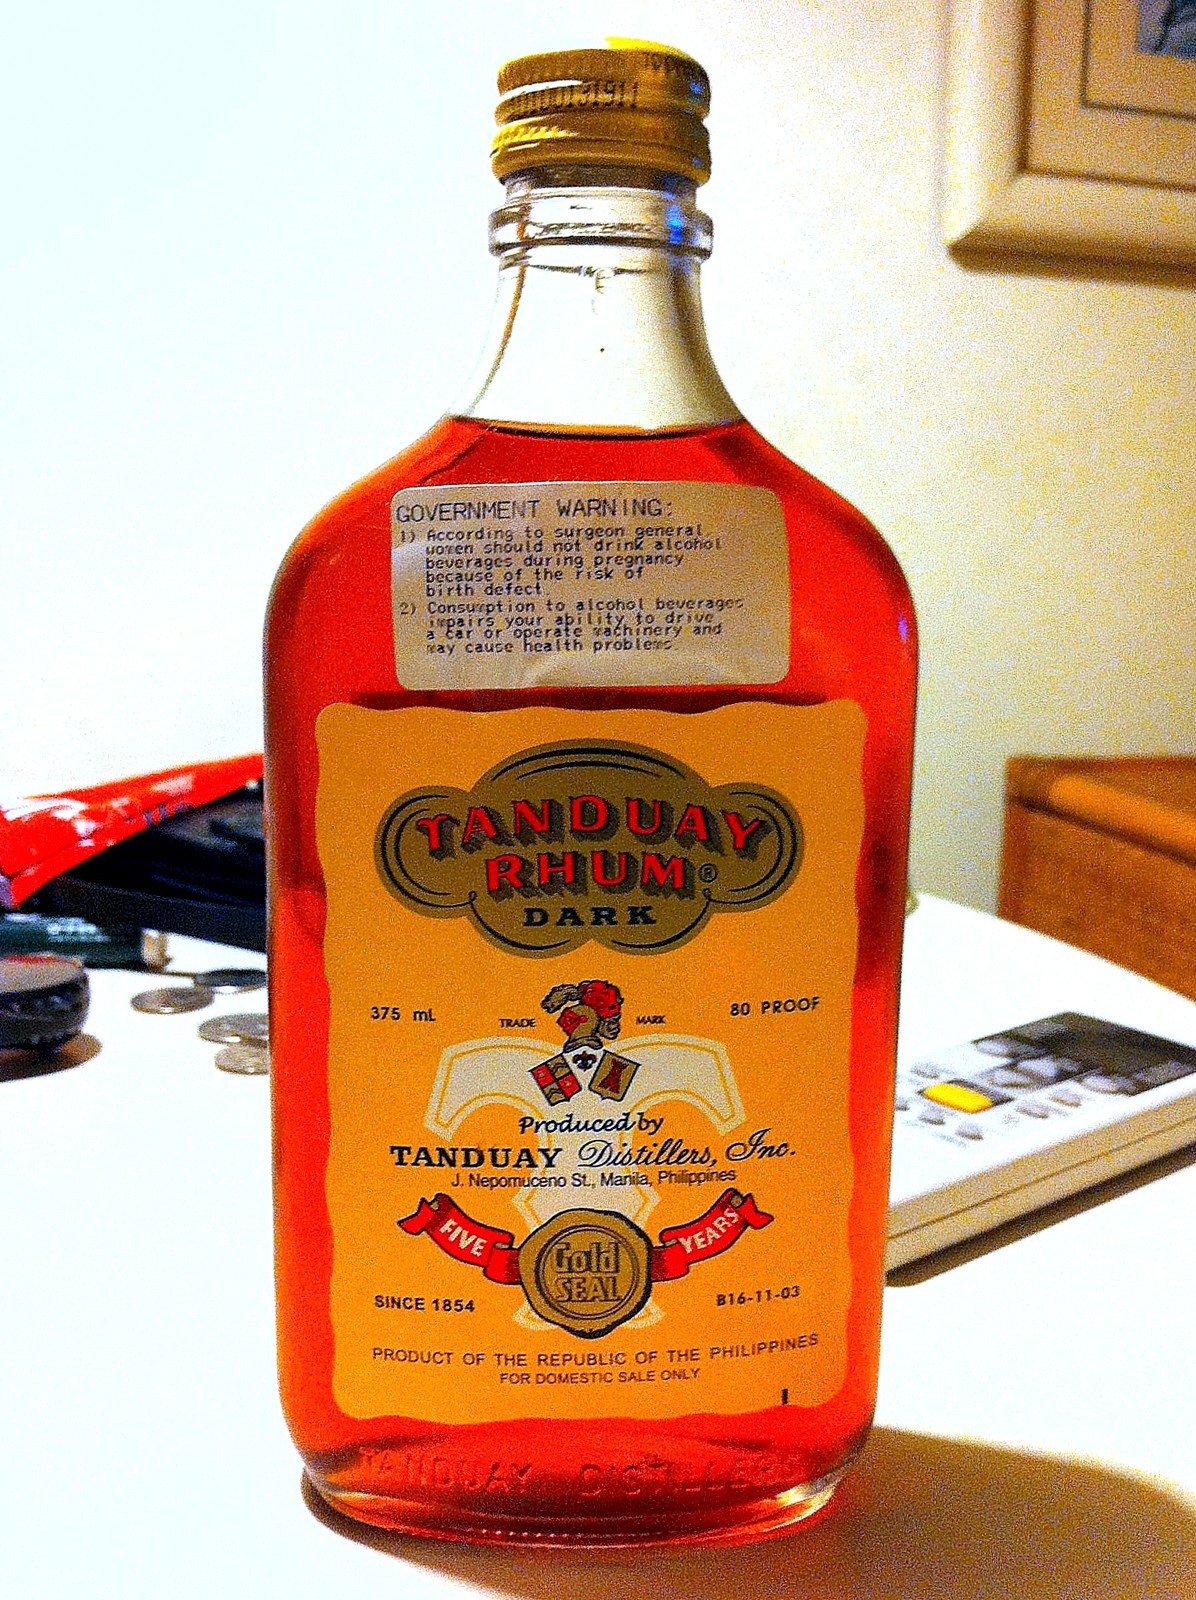 00131911
GOVERNMENT WARNING:
1) According to surgeon general
women should not drink alcohol
beverages during pregnancy
because of the risk of
birth defect.
2) Consumption to alcohol beverages
impairs your ability to drive
a car or operate machinery and
may cause health problems.
TANDUAY
RHUM®
DARK
375 mL
TRADE MARK
80 PROOF
Produced by
TANDUAY Distillers, Inc.
J. Nepomuceno St., Manila, Philippines
FIVE YEARS
Gold
SEAL
SINCE 1854
B16-11-03
PRODUCT OF THE REPUBLIC OF THE PHILIPPINES
FOR DOMESTIC SALE ONLY
TANDUAY DISTILLERS